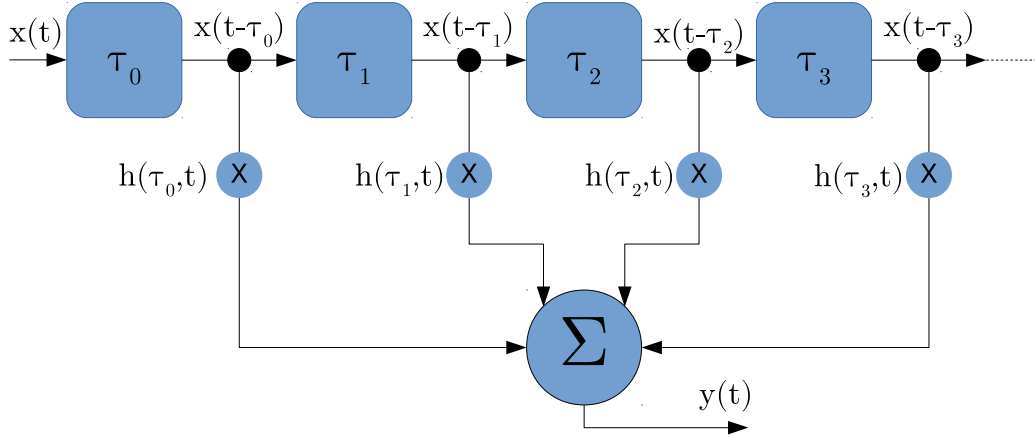 x(t)
x(t-τ₀)
x(t-τ₁)
x(t-τ₂)
x(t-τ₃)
τ₀
τ₁
τ₂
τ₃
h(τ₀,t)
X
h(τ₁,t)
X
h(τ₂,t)
X
h(τ₃,t)
X
Σ
y(t)